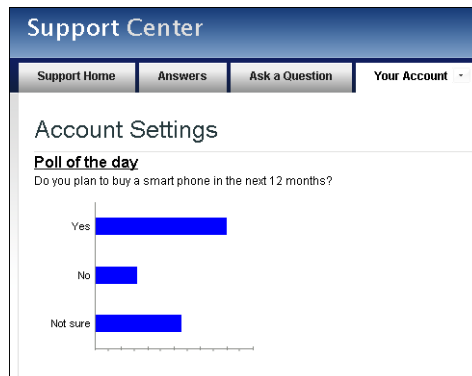 Support Center
Support Home Answers Ask a Question Your Account
Account Settings
Poll of the day
Do you plan to buy a smart phone in the next 12 months?
Yes
No
Not sure